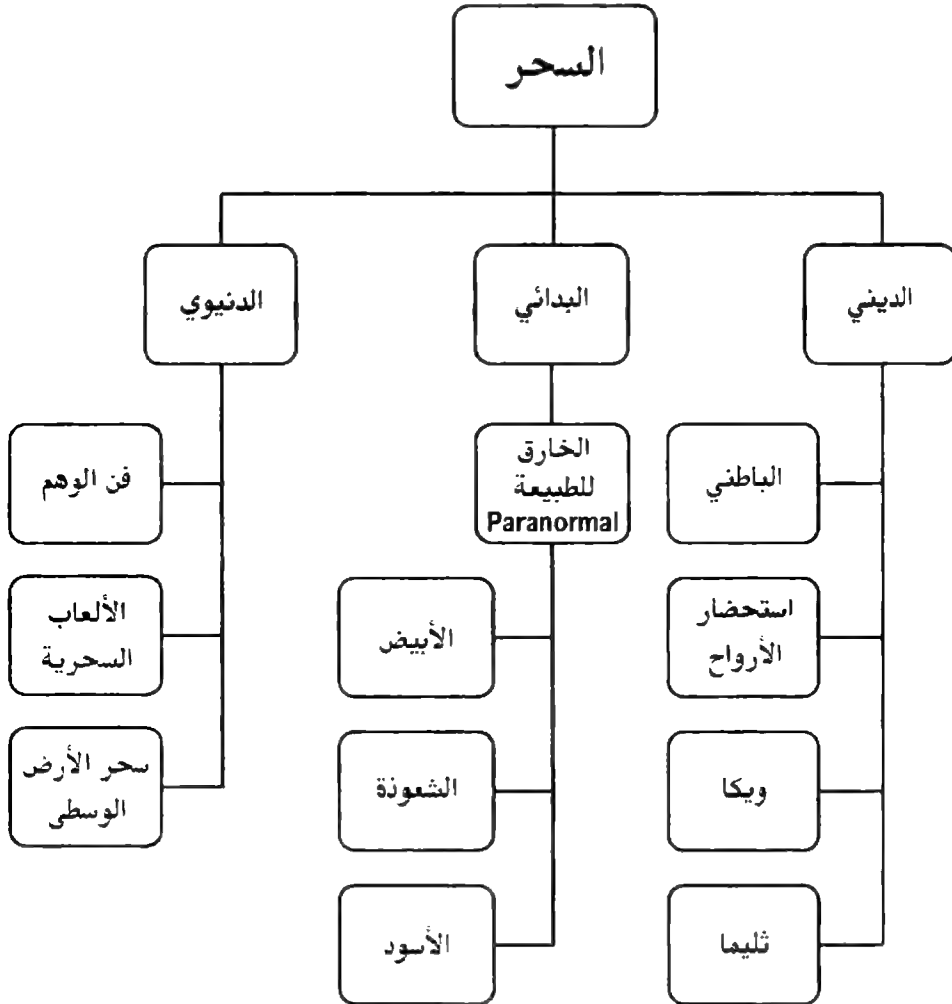 السحر
الديني
البدائي
الدنيوي
الباطني
استحضار
الأرواح
ويكا
ثليما
الخارق
للطبيعة
Paranormal
الأبيض
الشعوذة
الأسود
فن الوهم
الألعاب
السحرية
سحر الأرض
الوسطى